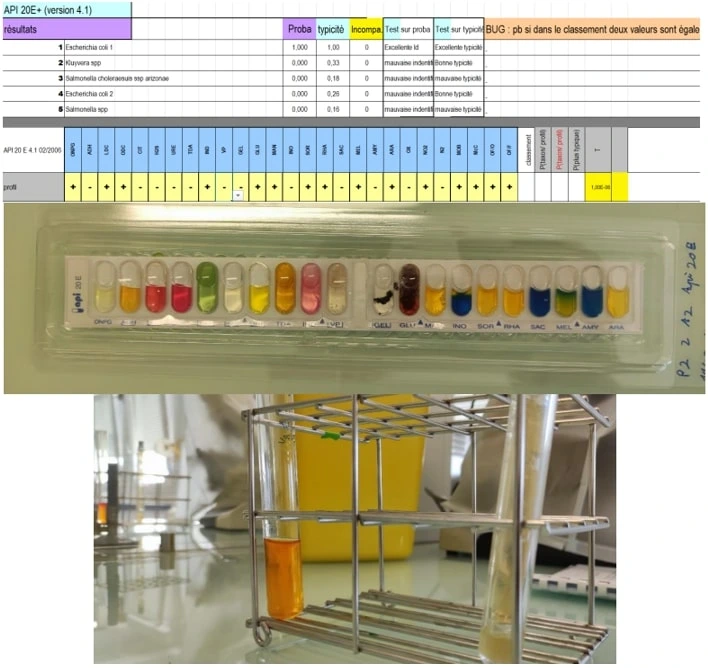 API 20E+ (version 4.1)
résultats Proba typicité Incompa. Test sur proba Test sur typicité BUG : pb si dans le classement deux valeurs sont égale
1 Escherichia coli 1 1,000 1,00 0 Excellente Id Excellente typicité
2 Kluyvera spp 0,000 0,33 0 mauvaise indentifi Bonne typicité
3 Salmonella choleraesuis ssp arizonae 0,000 0,18 0 mauvaise indentifi mauvaise typicité
4 Escherichia coli 2 0,000 0,28 0 mauvaise indentifi Bonne typicité
5 Salmonella spp 0,000 0,16 0 mauvaise indentifi mauvaise typicité
API 20 E 4.1 02/2006 ONPG ADH LDC ODC CIT H2S URE TDA IND VP GEL GLU MAN INO SOR RHA SAC MEL AMY ARA OX NO2 N2 MOB McC OF-O OF-F classement P(taxon/ profil) P(taxon/ profil) P(plus typique) T
profil + - + + - - - - + - - + + - + + - + - + - + - + + + +
api 20 E
ONPG GEL GLU INO SOR RHA SAC MEL AMY ARA
P2 2 A2 Api 20E